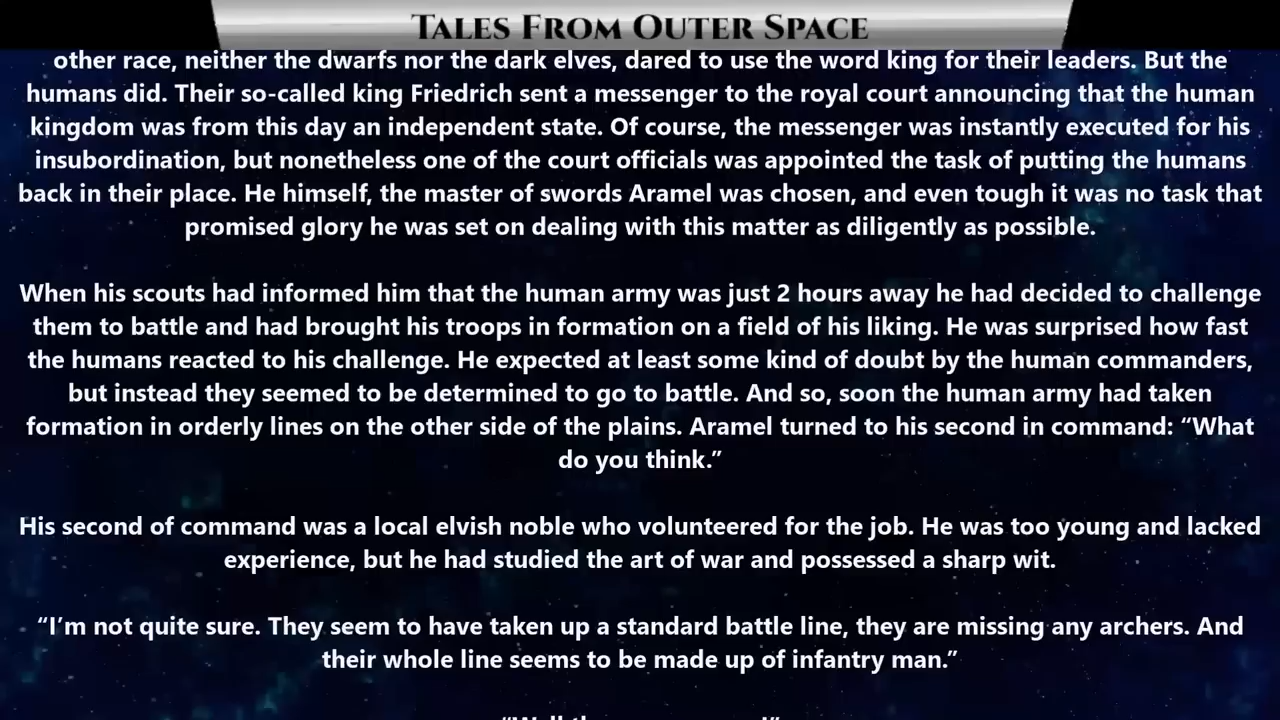 TALES FROM OUTER SPACE
other race, neither the dwarfs nor the dark elves, dared to use the word king for their leaders. But the
humans did. Their so-called king Friedrich sent a messenger to the royal court announcing that the human
kingdom was from this day an independent state. Of course, the messenger was instantly executed for his
insubordination, but nonetheless one of the court officials was appointed the task of putting the humans
back in their place. He himself, the master of swords Aramel was chosen, and even tough it was no task that
promised glory he was set on dealing with this matter as diligently as possible.
When his scouts had informed him that the human army was just 2 hours away he had decided to challenge
them to battle and had brought his troops in formation on a field of his liking. He was surprised how fast
the humans reacted to his challenge. He expected at least some kind of doubt by the human commanders,
but instead they seemed to be determined to go to battle. And so, soon the human army had taken
formation in orderly lines on the other side of the plains. Aramel turned to his second in command: “What
do you think.”
His second of command was a local elvish noble who volunteered for the job. He was too young and lacked
experience, but he had studied the art of war and possessed a sharp wit.
“I’m not quite sure. They seem to have taken up a standard battle line, they are missing any archers. And
their whole line seems to be made up of infantry man.”